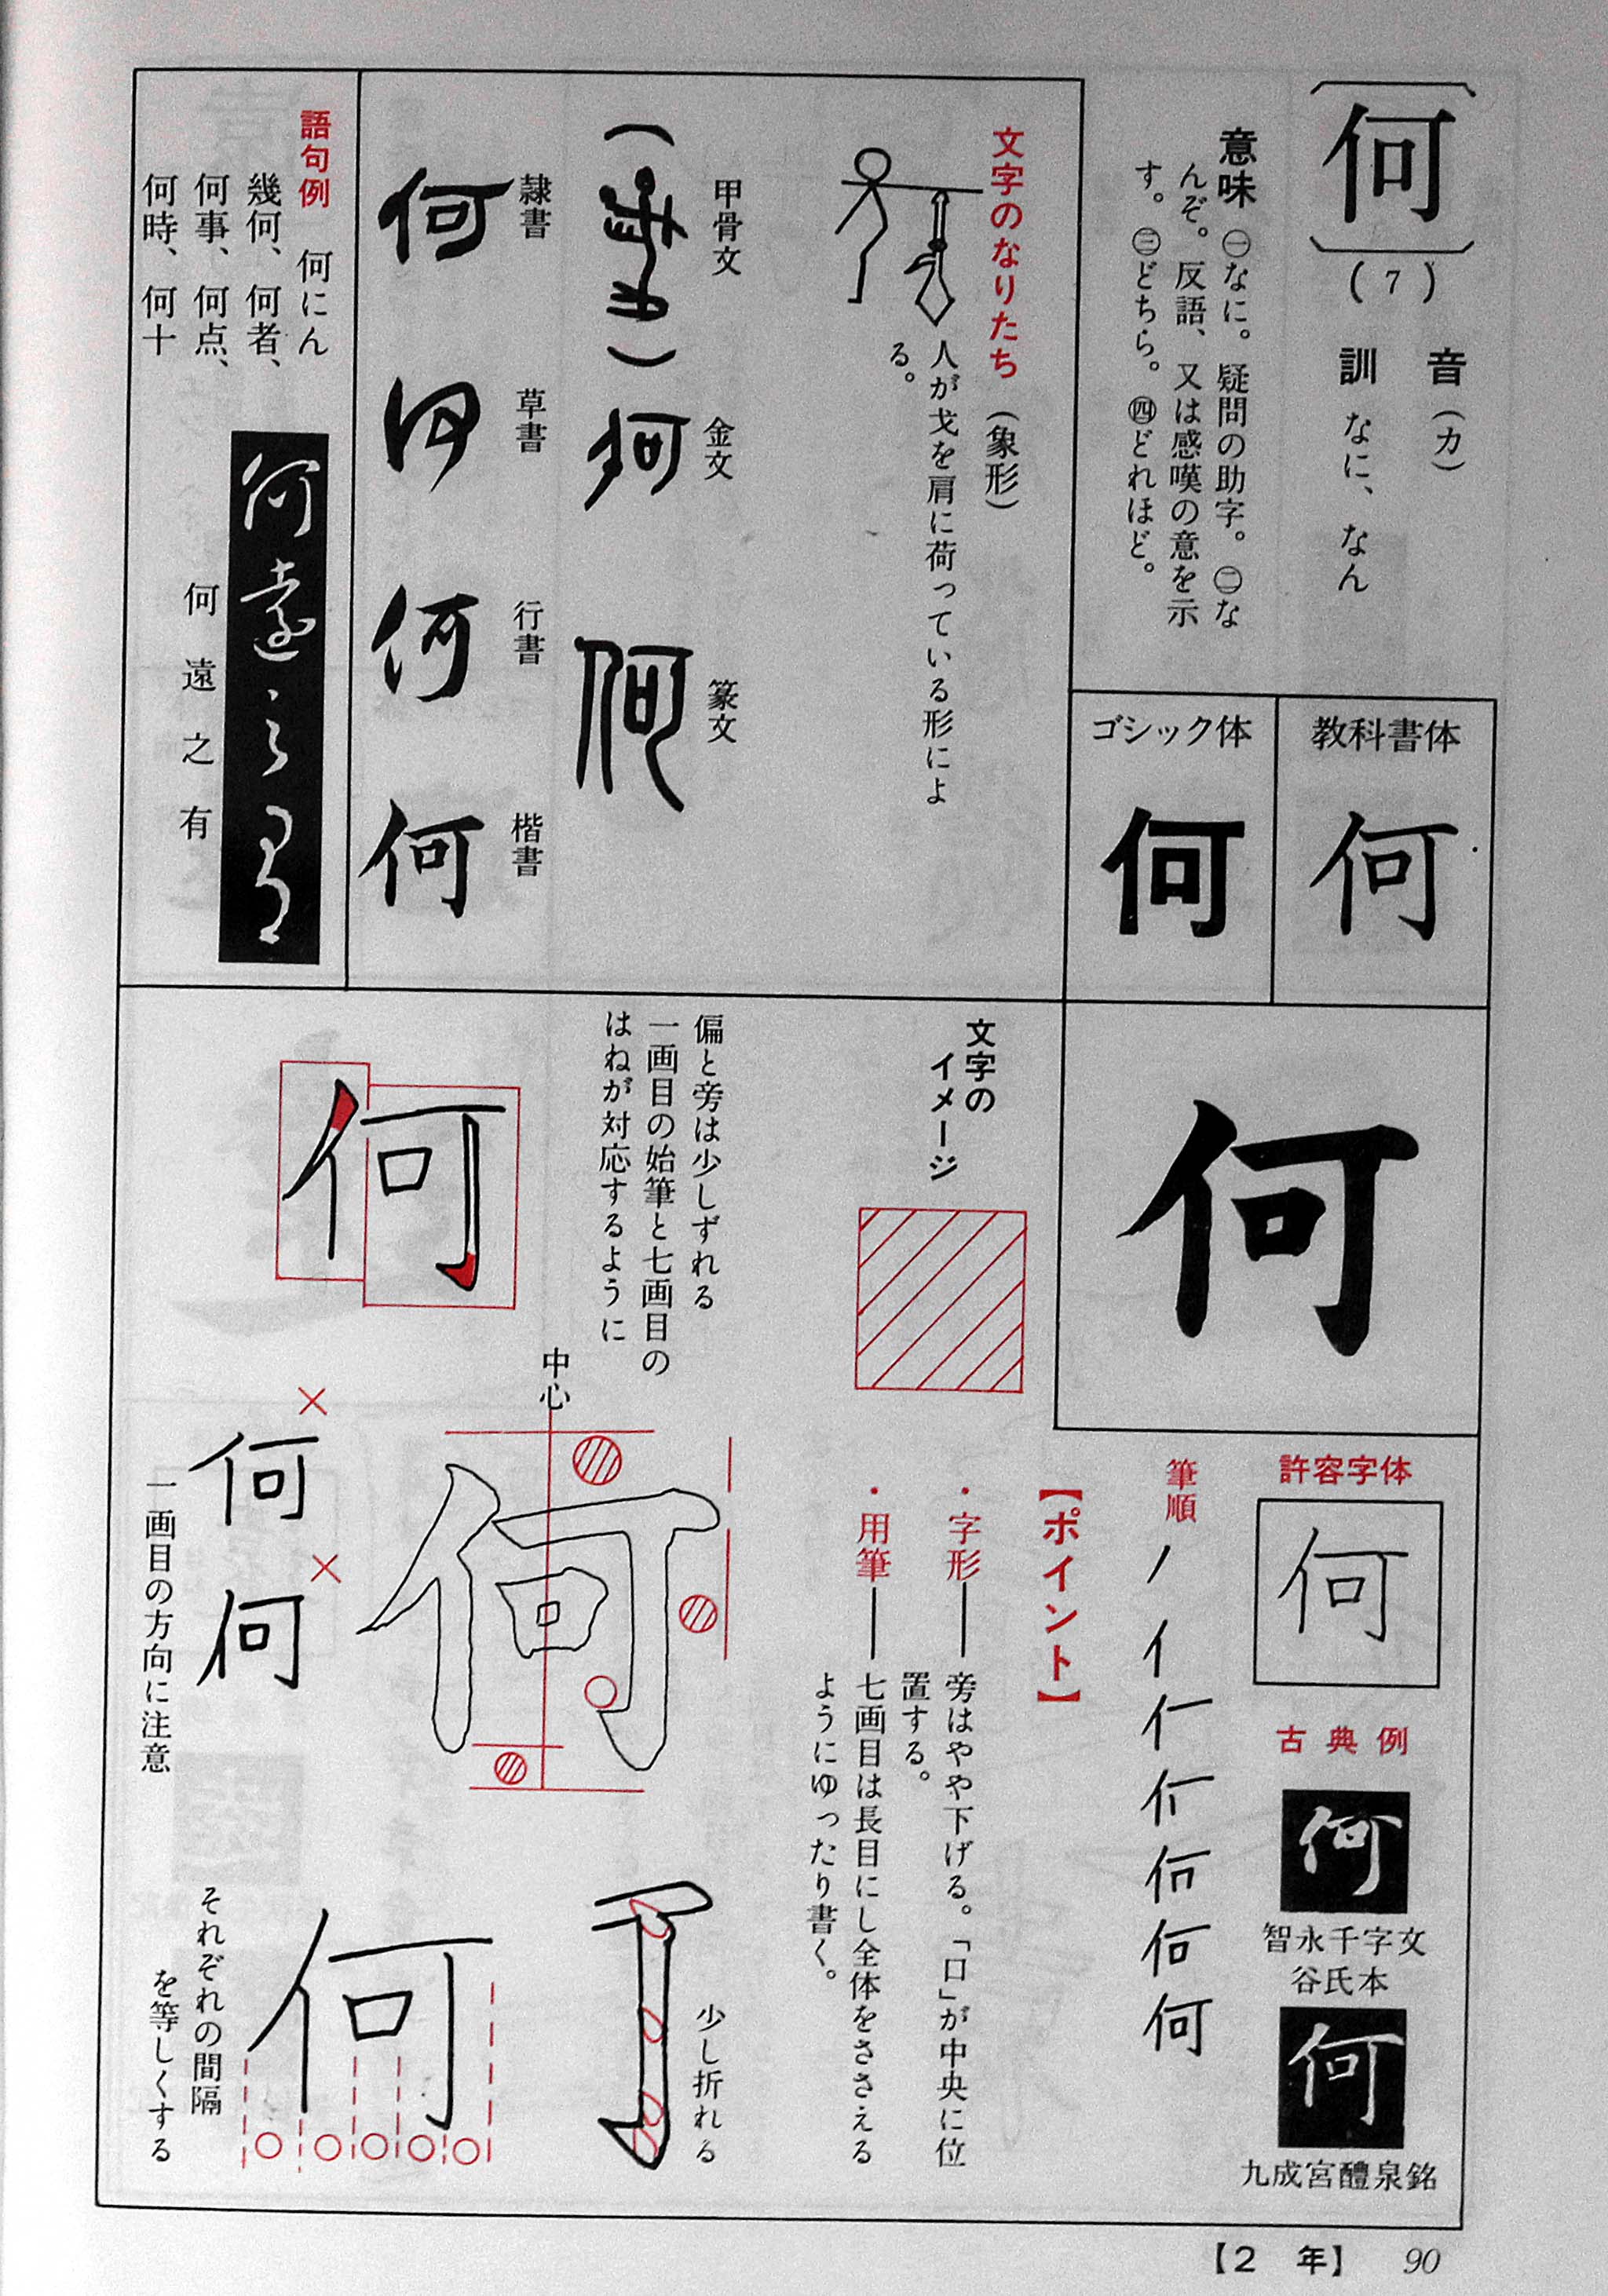 何
(7)
音(カ)
訓 なに、なん
意味 ㊀なに。疑問の助字。㊁な
んぞ。反語、又は感嘆の意を示
す。㊂どちら。㊃どれほど。
教科書体
何
ゴシック体
何
文字のなりたち(象形)
人が戈を肩に荷っている形によ
る。
甲骨文
金文
何
篆文
何
隷書
何
草書
何
行書
何
楷書
何
語句例 何にん
幾何、何者、
何事、何点、
何時、何十
何遠之有
何遠之有
何
許容字体
何
古典例
何
智永千字文
谷氏本
何
九成宮醴泉銘
筆順
何
【ポイント】
・字形──旁はやや下げる。「口」が中央に位
置する。
・用筆──七画目は長目にし全体をささえる
ようにゆったり書く。
文字の
イメージ
偏と旁は少しずれる
一画目の始筆と七画目の
はねが対応するように
何
中心
何
×
何
×
何
一画目の方向に注意
少し折れる
何
それぞれの間隔
を等しくする
【2 年】 90